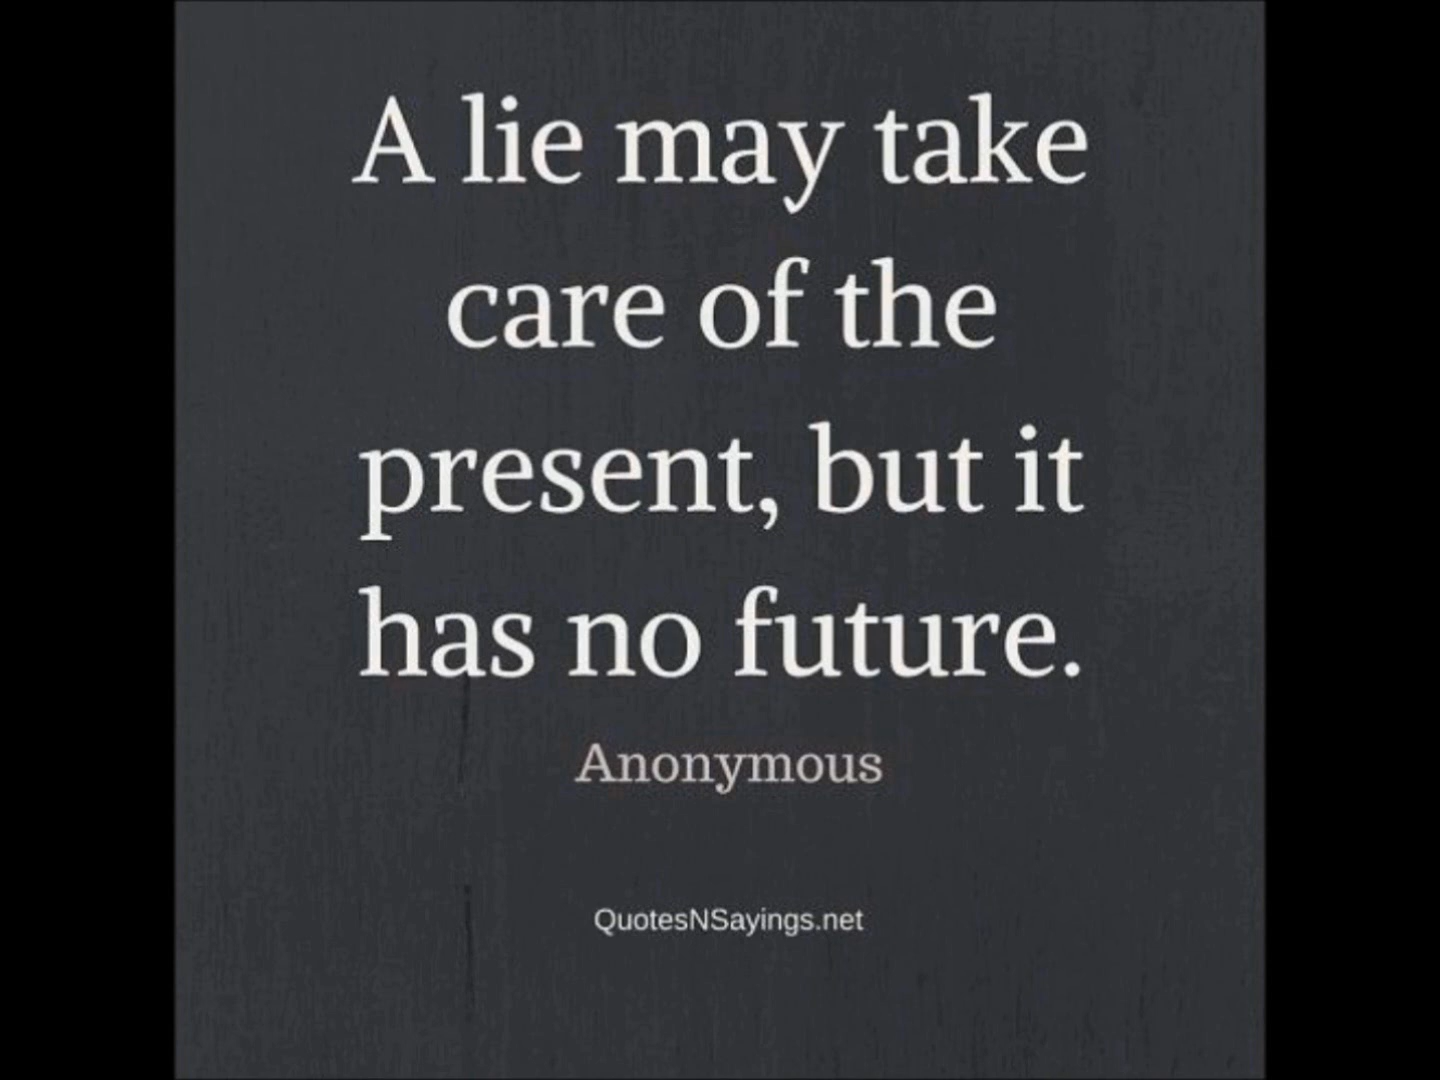 A lie may take
care of the
present, but it
has no future.
Anonymous
QuotesNSayings.net